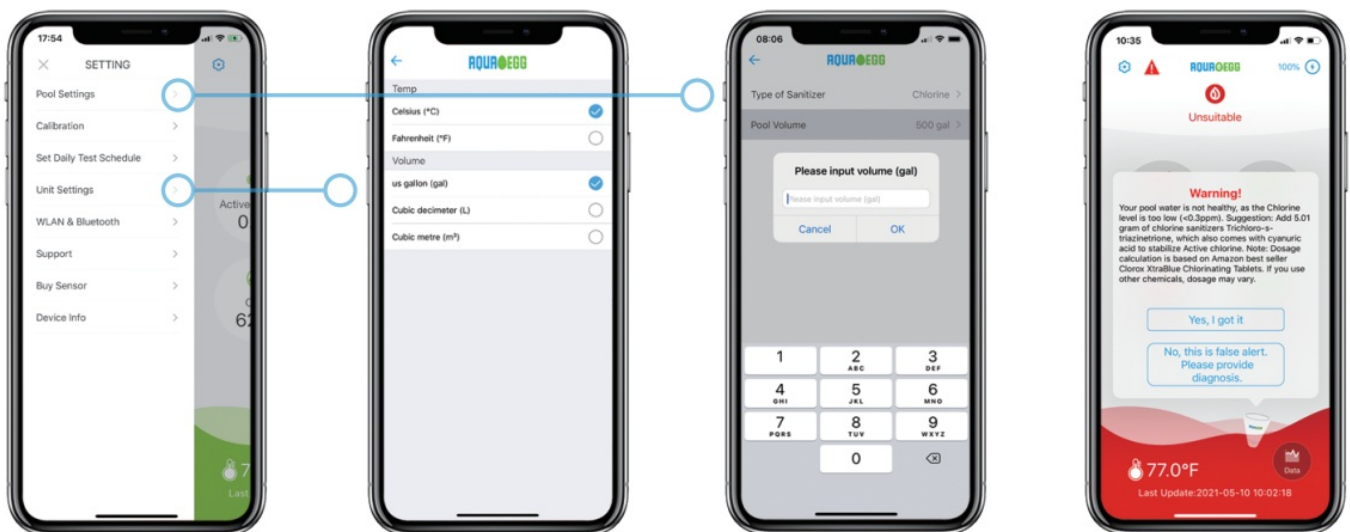 17:54
SETTING
Pool Settings
Calibration
Set Daily Test Schedule
Unit Settings
WLAN & Bluetooth
Support
Buy Sensor
Device Info
Active
0
62
7
Last
AQUA EGG
Temp
Celsius (°C)
Fahrenheit (°F)
Volume
us gallon (gal)
Cubic decimeter (L)
Cubic metre (m³)
08:06
AQUA EGG
Type of Sanitizer Chlorine
Pool Volume 500 gal
Please input volume (gal)
Please input volume (gal)
Cancel OK
1 2 3
ABC DEF
4 5 6
GHI JKL MNO
7 8 9
PQRS TUV WXYZ
0
10:35
AQUA EGG 100%
Unsuitable
Warning!
Your pool water is not healthy, as the Chlorine
level is too low (<0.3ppm). Suggestion: Add 5.01
gram of chlorine sanitizers Trichloro-s-
triazinetrione, which also comes with cyanuric
acid to stabilize Active chlorine. Note: Dosage
calculation is based on Amazon best seller
Clorox XtraBlue Chlorinating Tablets. If you use
other chemicals, dosage may vary.
Yes, I got it
No, this is false alert.
Please provide
diagnosis.
77.0°F
Data
Last Update:2021-05-10 10:02:18